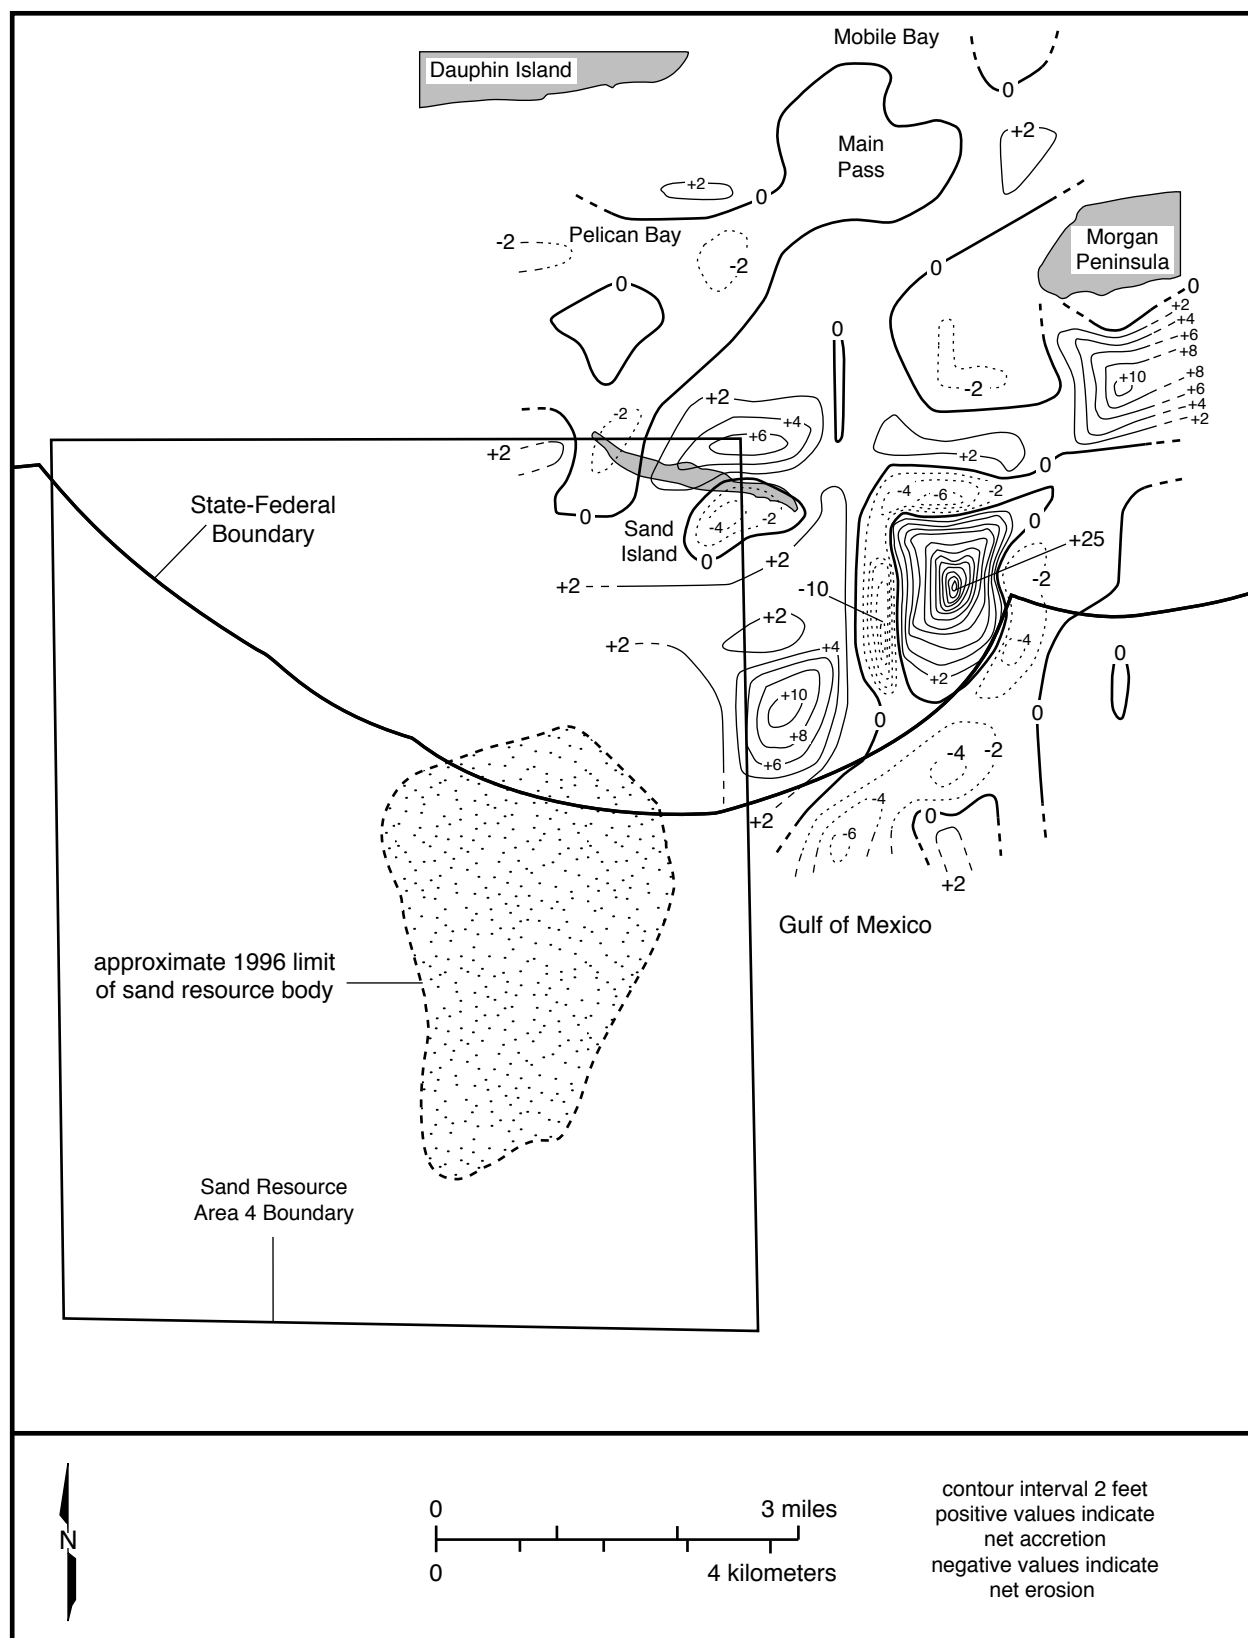 Mobile Bay
Dauphin Island
0
+2
Main
Pass
+2
0
Pelican Bay
-2
-2
Morgan
Peninsula
0
0
0
+2
+4
+6
+8
+10
+8
+6
+4
+2
0
-2
+2
+4
+6
-2
+2
+2
0
State-Federal
Boundary
-4
-6
-2
0
0
Sand
Island
-4
-2
0
+25
+2
-2
+2
-10
+2
+2
+4
-4
0
+2
+10
0
0
+8
+6
-4
-2
-4
+2
0
-6
+2
Gulf of Mexico
approximate 1996 limit
of sand resource body
Sand Resource
Area 4 Boundary
N
0
3 miles
0
4 kilometers
contour interval 2 feet
positive values indicate
net accretion
negative values indicate
net erosion